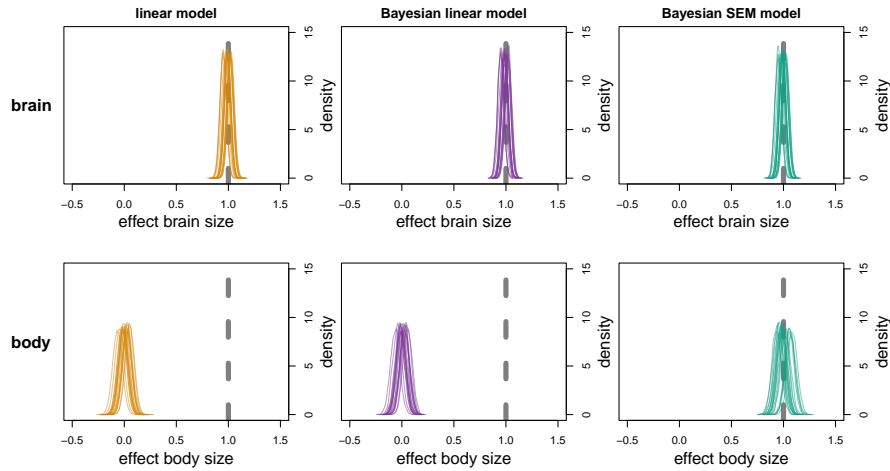 linear model
Bayesian linear model
Bayesian SEM model
brain
0 5 10 15
density
−0.5 0.0 0.5 1.0 1.5
effect brain size
0 5 10 15
density
−0.5 0.0 0.5 1.0 1.5
effect brain size
0 5 10 15
density
−0.5 0.0 0.5 1.0 1.5
effect brain size
body
0 5 10 15
density
−0.5 0.0 0.5 1.0 1.5
effect body size
0 5 10 15
density
−0.5 0.0 0.5 1.0 1.5
effect body size
0 5 10 15
density
−0.5 0.0 0.5 1.0 1.5
effect body size